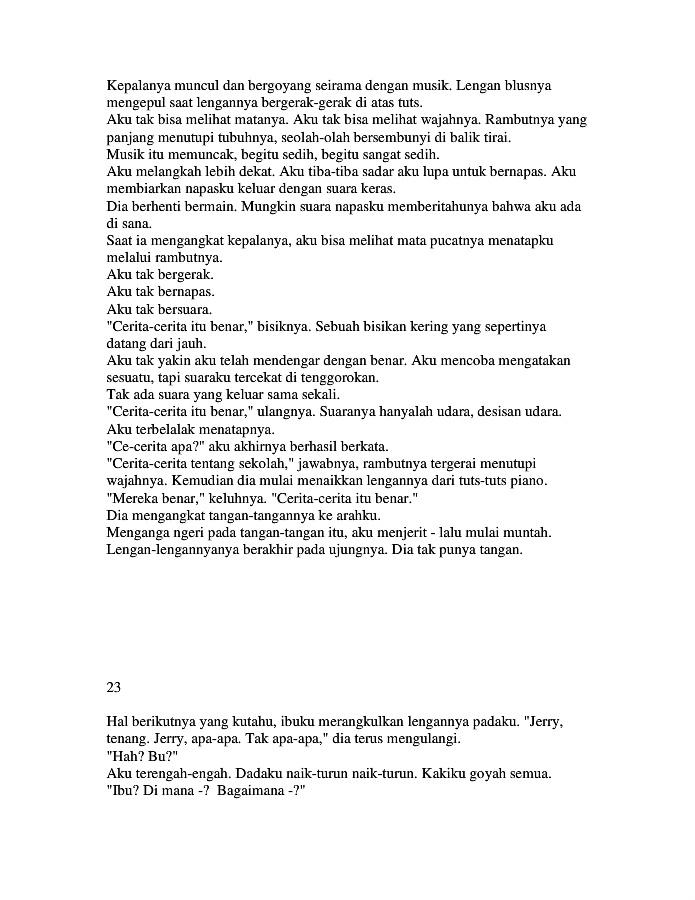 Kepalanya muncul dan bergoyang seirama dengan musik. Lengan blusnya
mengepul saat lengannya bergerak-gerak di atas tuts.
Aku tak bisa melihat matanya. Aku tak bisa melihat wajahnya. Rambutnya yang
panjang menutupi tubuhnya, seolah-olah bersembunyi di balik tirai.
Musik itu memuncak, begitu sedih, begitu sangat sedih.
Aku melangkah lebih dekat. Aku tiba-tiba sadar aku lupa untuk bernapas. Aku
membiarkan napasku keluar dengan suara keras.
Dia berhenti bermain. Mungkin suara napasku memberitahunya bahwa aku ada
di sana.
Saat ia mengangkat kepalanya, aku bisa melihat mata pucatnya menatapku
melalui rambutnya.
Aku tak bergerak.
Aku tak bernapas.
Aku tak bersuara.
"Cerita-cerita itu benar," bisiknya. Sebuah bisikan kering yang sepertinya
datang dari jauh.
Aku tak yakin aku telah mendengar dengan benar. Aku mencoba mengatakan
sesuatu, tapi suaraku tercekat di tenggorokan.
Tak ada suara yang keluar sama sekali.
"Cerita-cerita itu benar," ulangnya. Suaranya hanyalah udara, desisan udara.
Aku terbelalak menatapnya.
"Ce-cerita apa?" aku akhirnya berhasil berkata.
"Cerita-cerita tentang sekolah," jawabnya, rambutnya tergerai menutupi
wajahnya. Kemudian dia mulai menaikkan lengannya dari tuts-tuts piano.
"Mereka benar," keluhnya. "Cerita-cerita itu benar."
Dia mengangkat tangan-tangannya ke arahku.
Menganga ngeri pada tangan-tangan itu, aku menjerit - lalu mulai muntah.
Lengan-lengannyanya berakhir pada ujungnya. Dia tak punya tangan.
23
Hal berikutnya yang kutahu, ibuku merangkulkan lengannya padaku. "Jerry,
tenang. Jerry, apa-apa. Tak apa-apa," dia terus mengulangi.
"Hah? Bu?"
Aku terengah-engah. Dadaku naik-turun naik-turun. Kakiku goyah semua.
"Ibu? Di mana -?  Bagaimana -?"